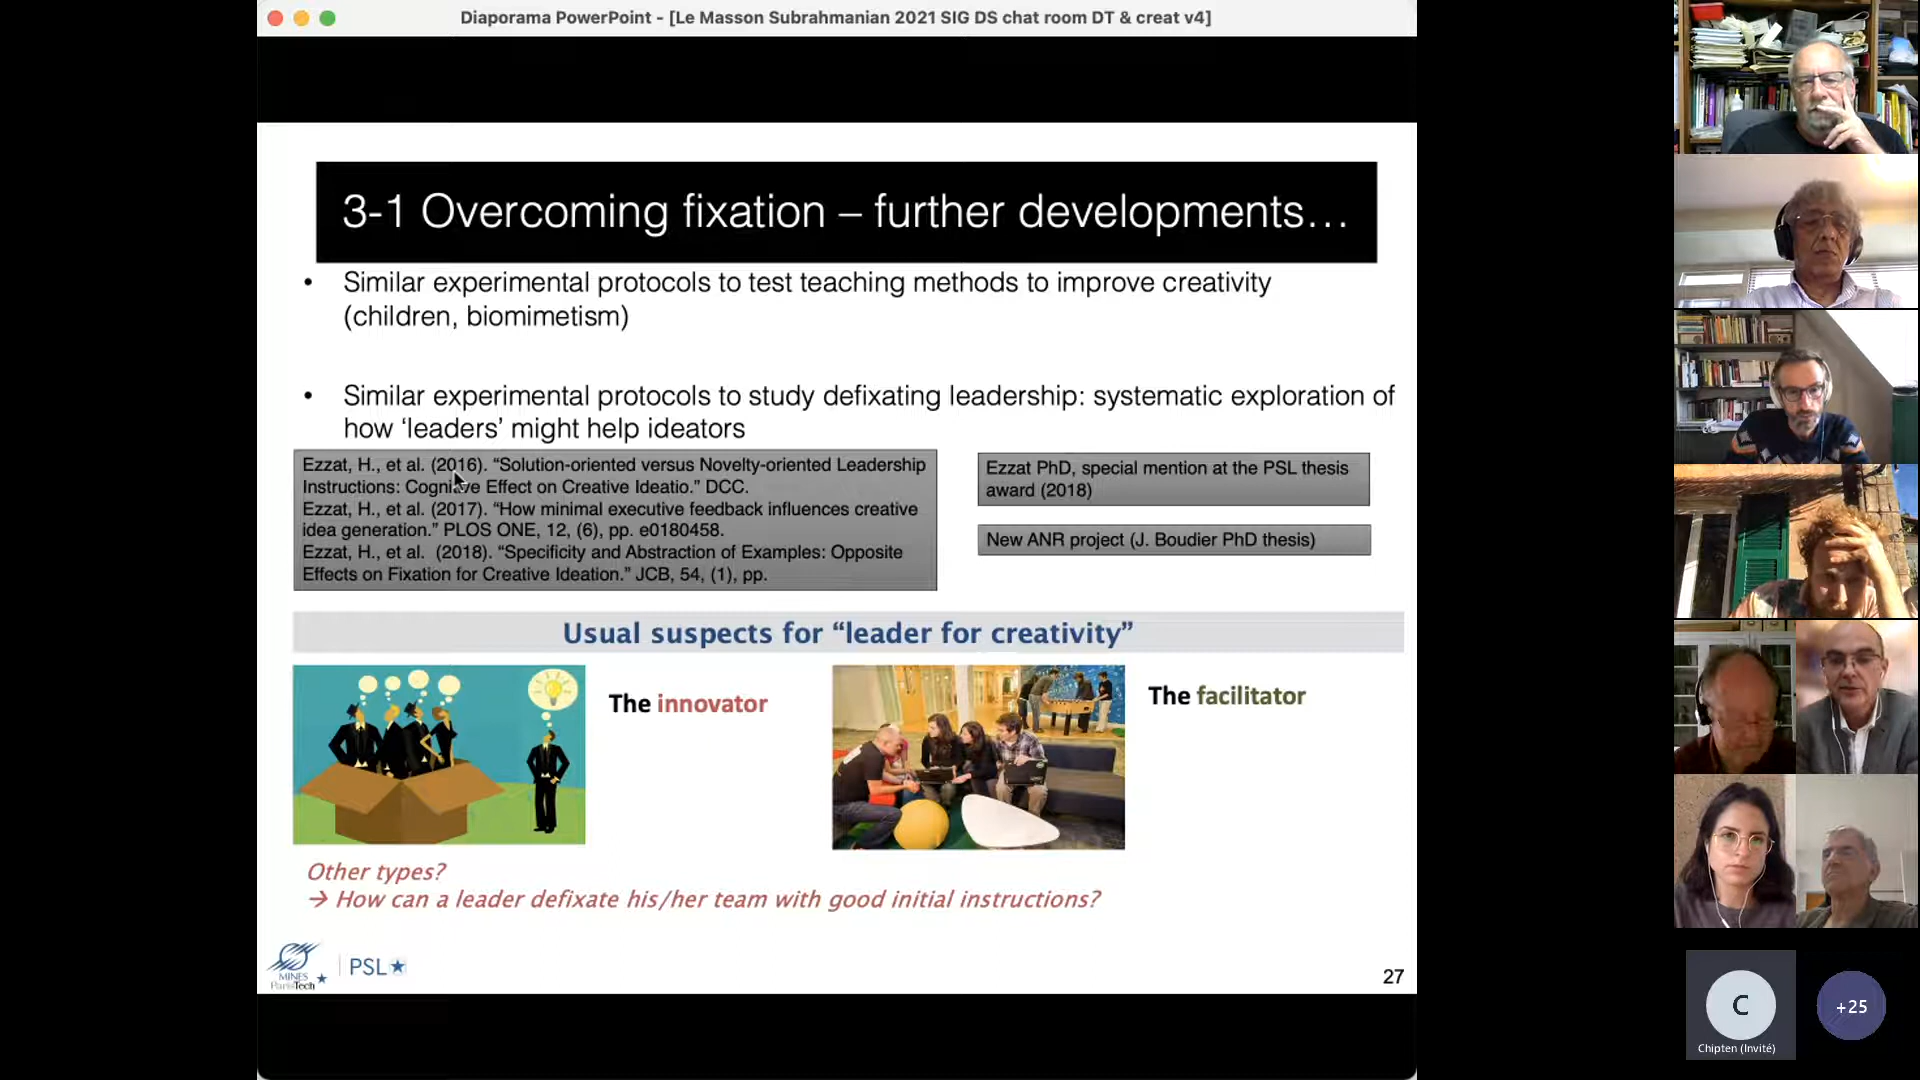 Diaporama PowerPoint - [Le Masson Subrahmanian 2021 SIG DS chat room DT & creat v4]
3-1 Overcoming fixation – further developments…
• Similar experimental protocols to test teaching methods to improve creativity
(children, biomimetism)
• Similar experimental protocols to study defixating leadership: systematic exploration of
how ‘leaders’ might help ideators
Ezzat, H., et al. (2016). “Solution-oriented versus Novelty-oriented Leadership
Instructions: Cognitive Effect on Creative Ideatio.” DCC.
Ezzat, H., et al. (2017). “How minimal executive feedback influences creative
idea generation.” PLOS ONE, 12, (6), pp. e0180458.
Ezzat, H., et al. (2018). “Specificity and Abstraction of Examples: Opposite
Effects on Fixation for Creative Ideation.” JCB, 54, (1), pp.
Ezzat PhD, special mention at the PSL thesis
award (2018)
New ANR project (J. Boudier PhD thesis)
Usual suspects for “leader for creativity”
The innovator
The facilitator
Other types?
→ How can a leader defixate his/her team with good initial instructions?
MINES
ParisTech
PSL★
27
C
Chipten (Invité)
+25